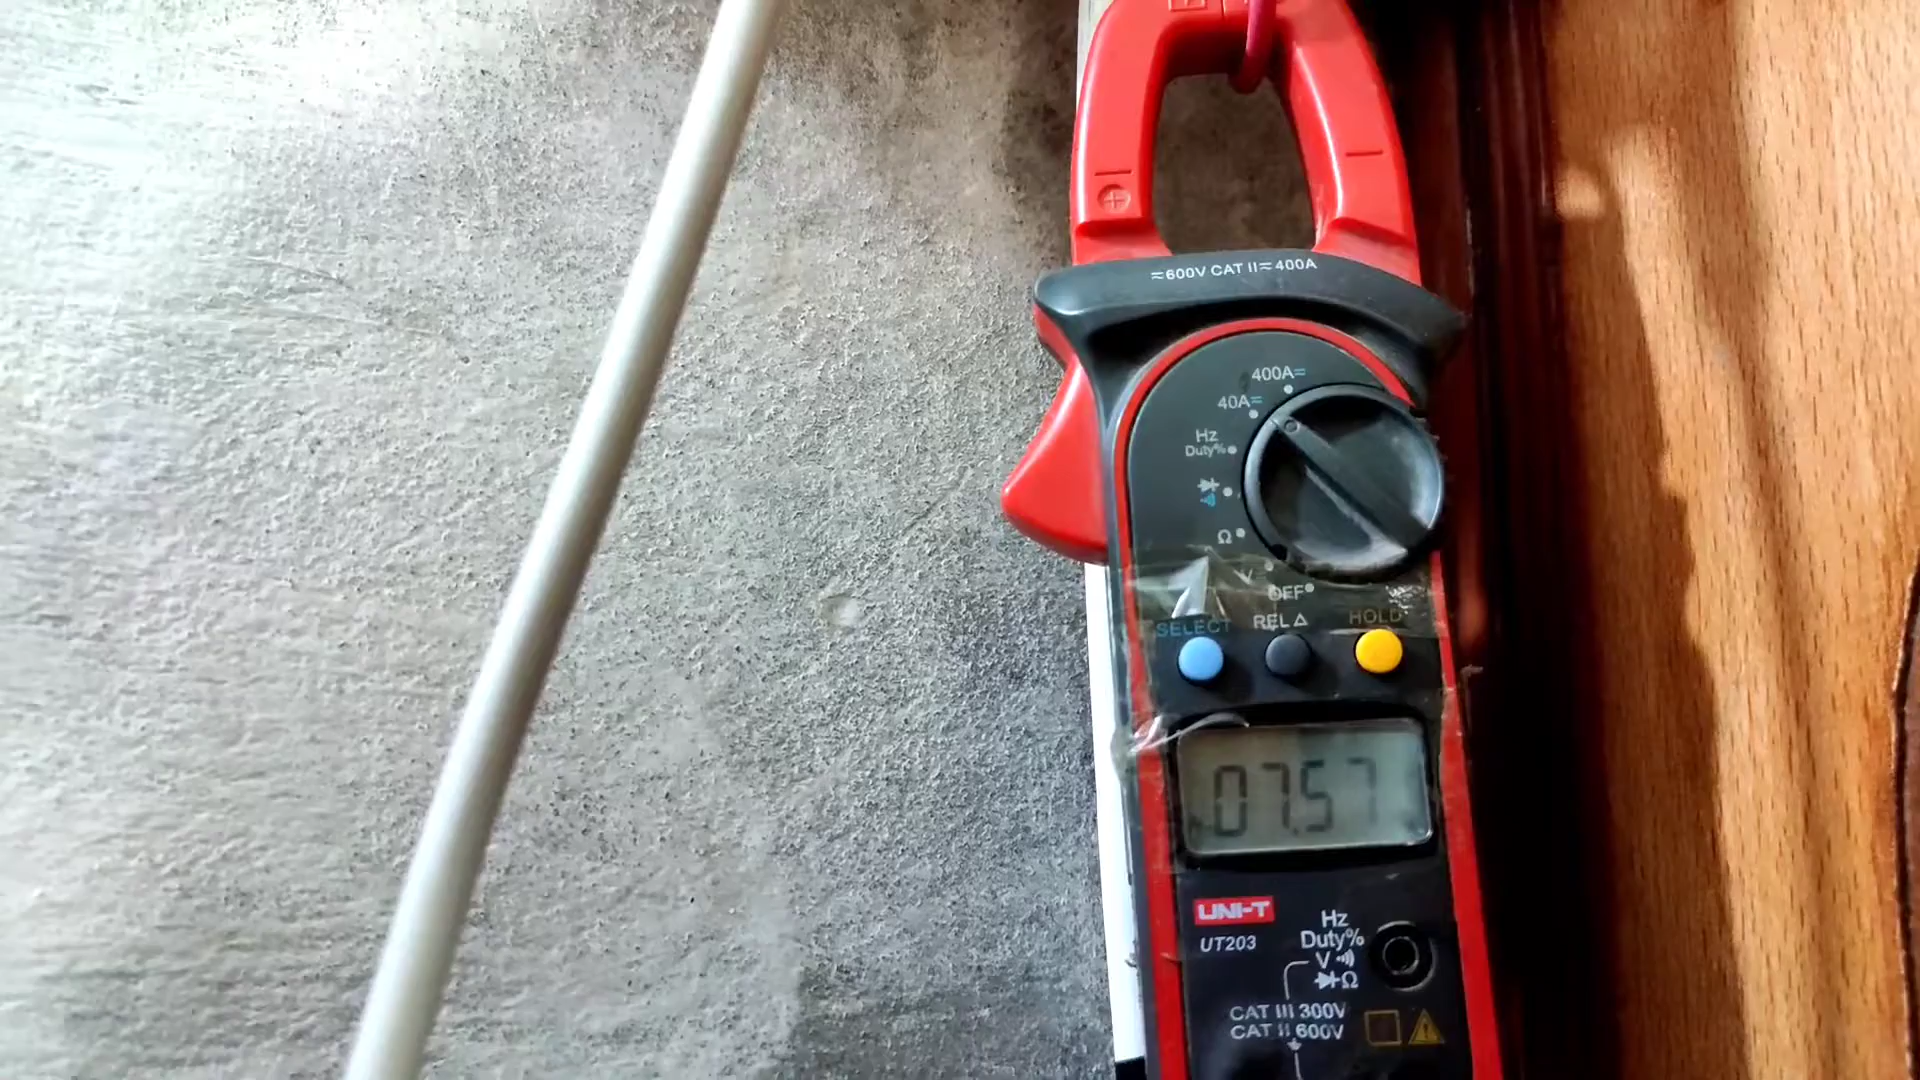 ≂600V CAT II≂400A
400A⎓
40A⎓
Hz
Duty%
Ω
V
OFF
SELECT REL△ HOLD
07.57
UNI-T
UT203
Hz
Duty%
V
Ω
CAT III 300V
CAT II 600V